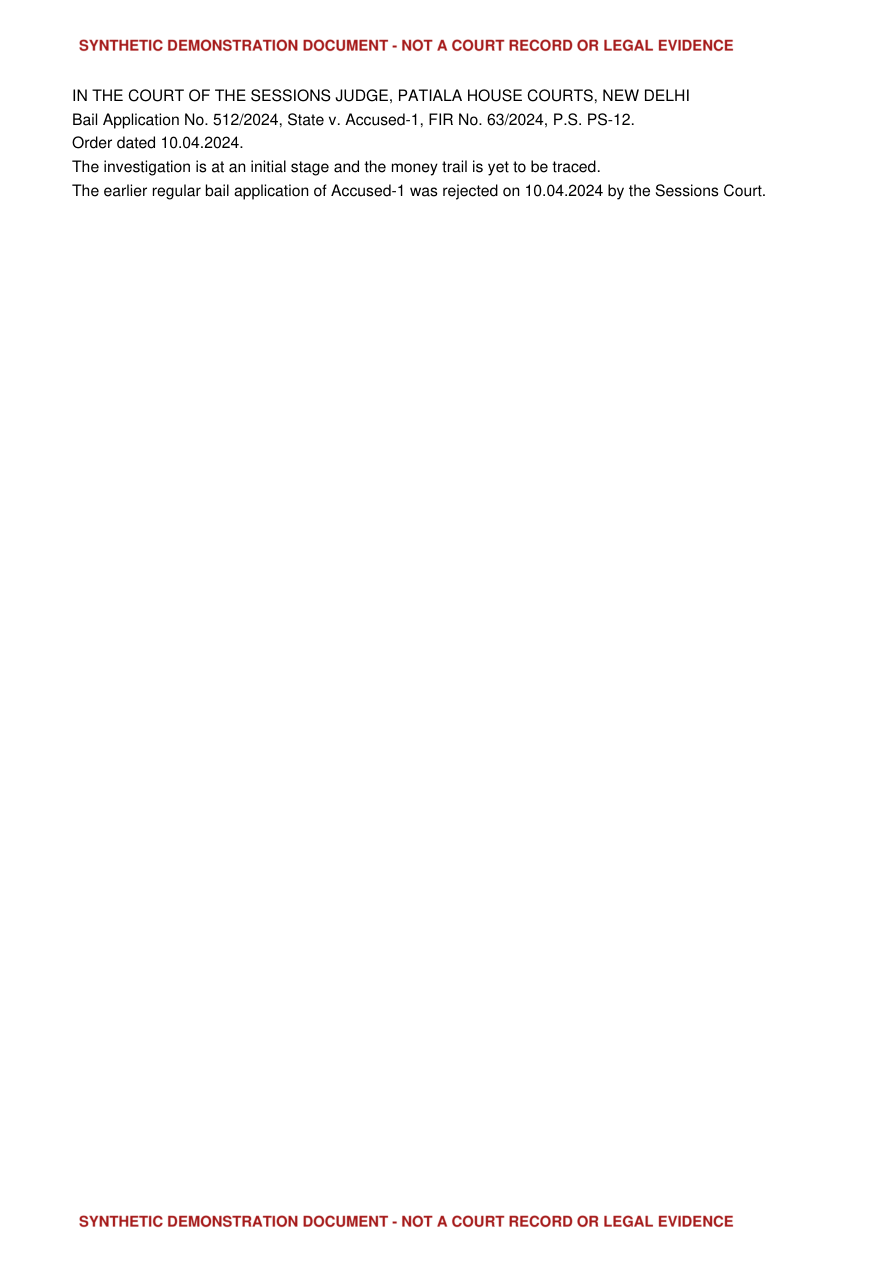 SYNTHETIC DEMONSTRATION DOCUMENT - NOT A COURT RECORD OR LEGAL EVIDENCE
IN THE COURT OF THE SESSIONS JUDGE, PATIALA HOUSE COURTS, NEW DELHI
Bail Application No. 512/2024, State v. Accused-1, FIR No. 63/2024, P.S. PS-12.
Order dated 10.04.2024.
The investigation is at an initial stage and the money trail is yet to be traced.
The earlier regular bail application of Accused-1 was rejected on 10.04.2024 by the Sessions Court.
SYNTHETIC DEMONSTRATION DOCUMENT - NOT A COURT RECORD OR LEGAL EVIDENCE